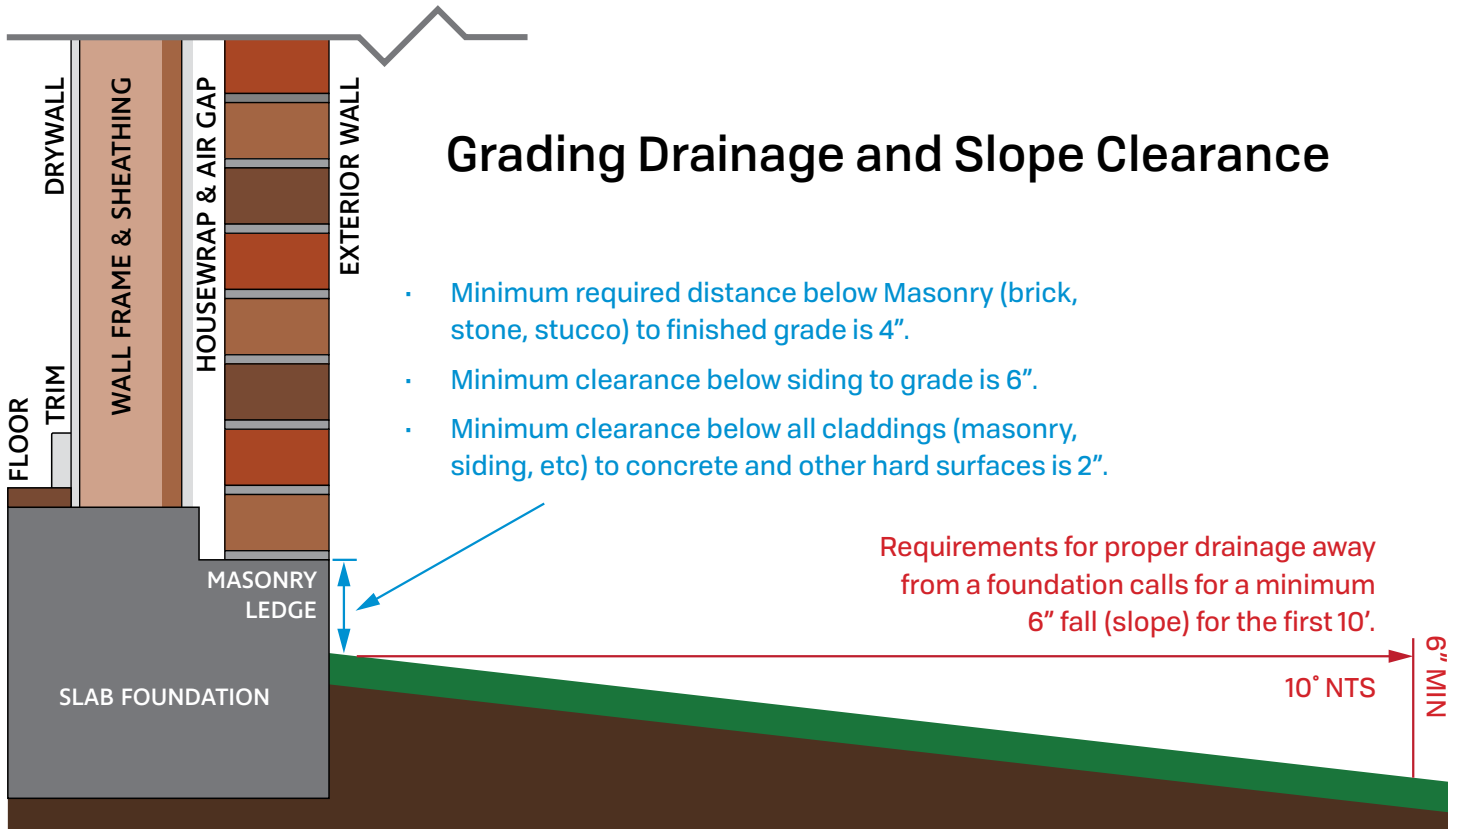 DRYWALL
WALL FRAME & SHEATHING
HOUSEWRAP & AIR GAP
EXTERIOR WALL
FLOOR
TRIM
Grading Drainage and Slope Clearance
· Minimum required distance below Masonry (brick,
stone, stucco) to finished grade is 4”.
· Minimum clearance below siding to grade is 6”.
· Minimum clearance below all claddings (masonry,
siding, etc) to concrete and other hard surfaces is 2”.
MASONRY
LEDGE
SLAB FOUNDATION
Requirements for proper drainage away
from a foundation calls for a minimum
6” fall (slope) for the first 10’.
10° NTS
6” MIN